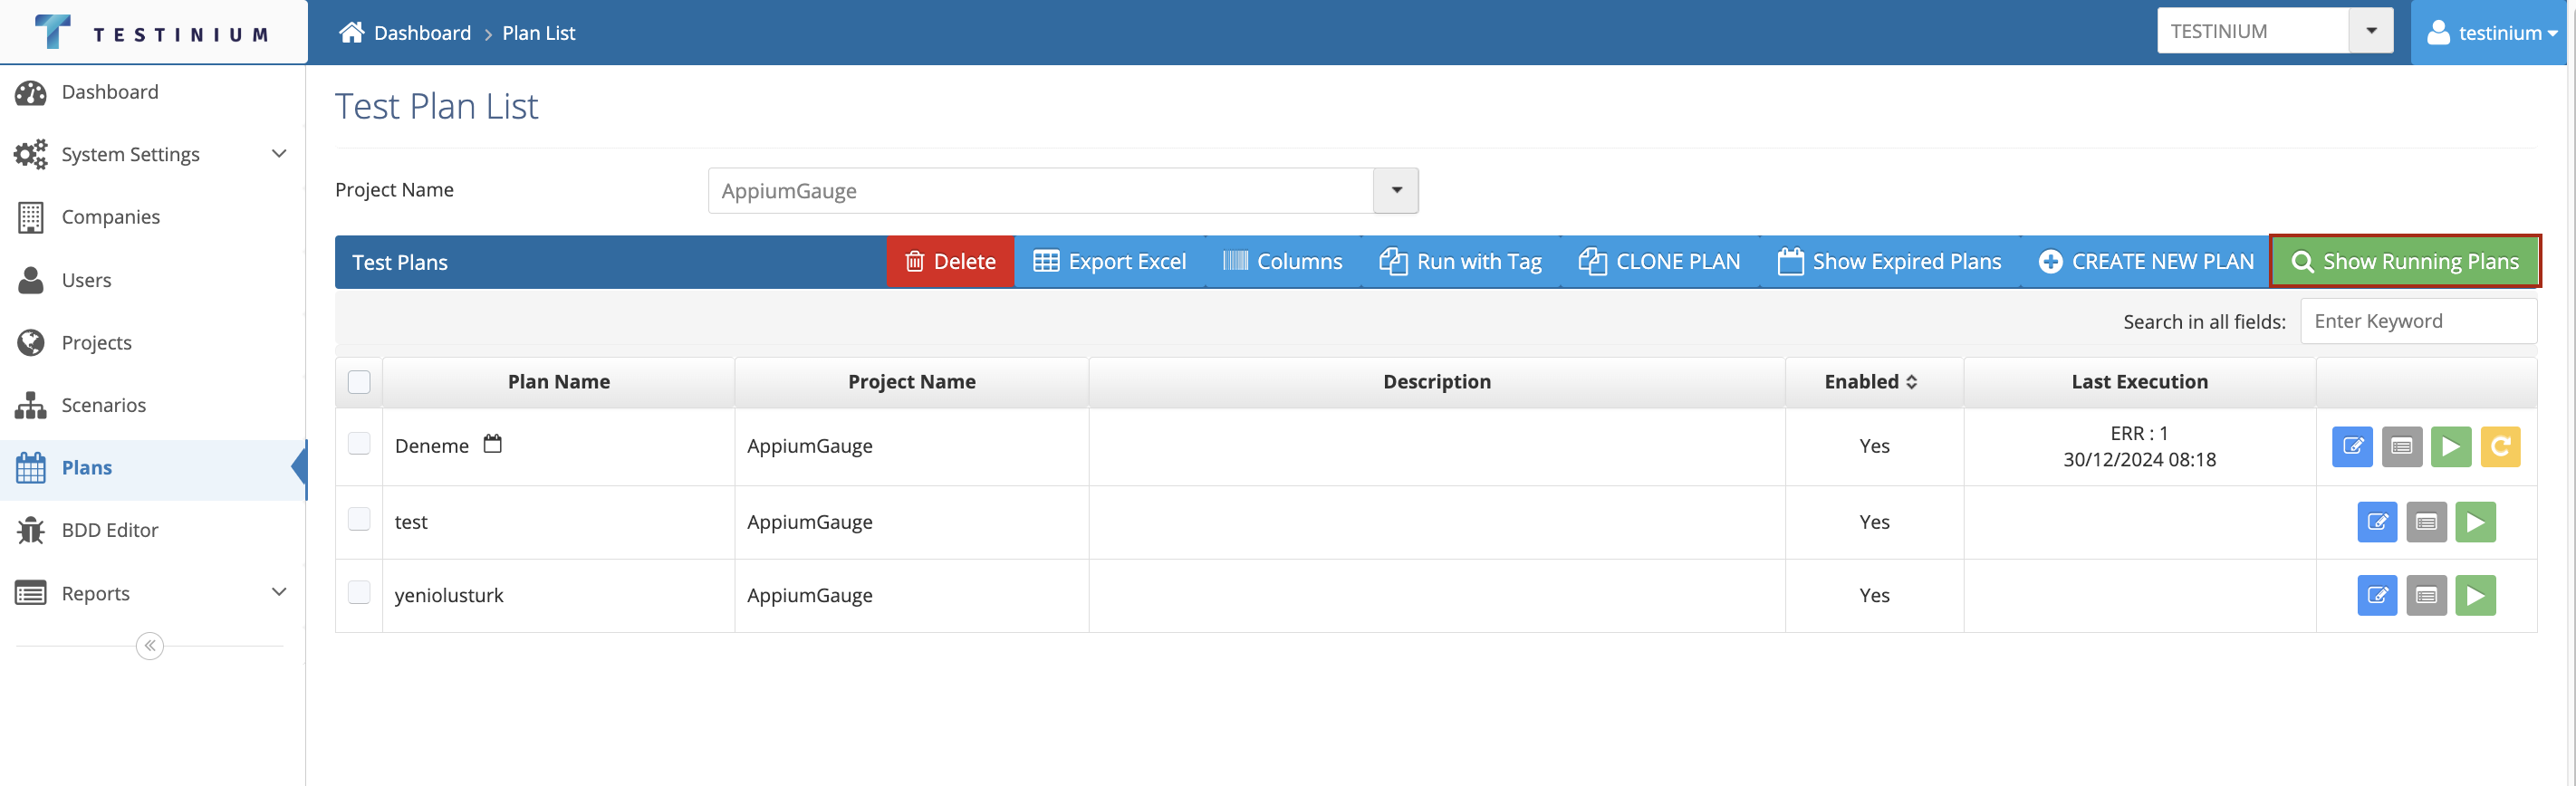 TESTINIUM
Dashboard
Plan List
TESTINIUM
testinium
Dashboard
System Settings
Companies
Users
Projects
Scenarios
Plans
BDD Editor
Reports
Test Plan List
Project Name
AppiumGauge
Test Plans
Delete
Export Excel
Columns
Run with Tag
CLONE PLAN
Show Expired Plans
CREATE NEW PLAN
Show Running Plans
Search in all fields:
Enter Keyword
Plan Name
Project Name
Description
Enabled
Last Execution
Deneme
AppiumGauge
Yes
ERR : 1
30/12/2024 08:18
test
AppiumGauge
Yes
yeniolusturk
AppiumGauge
Yes